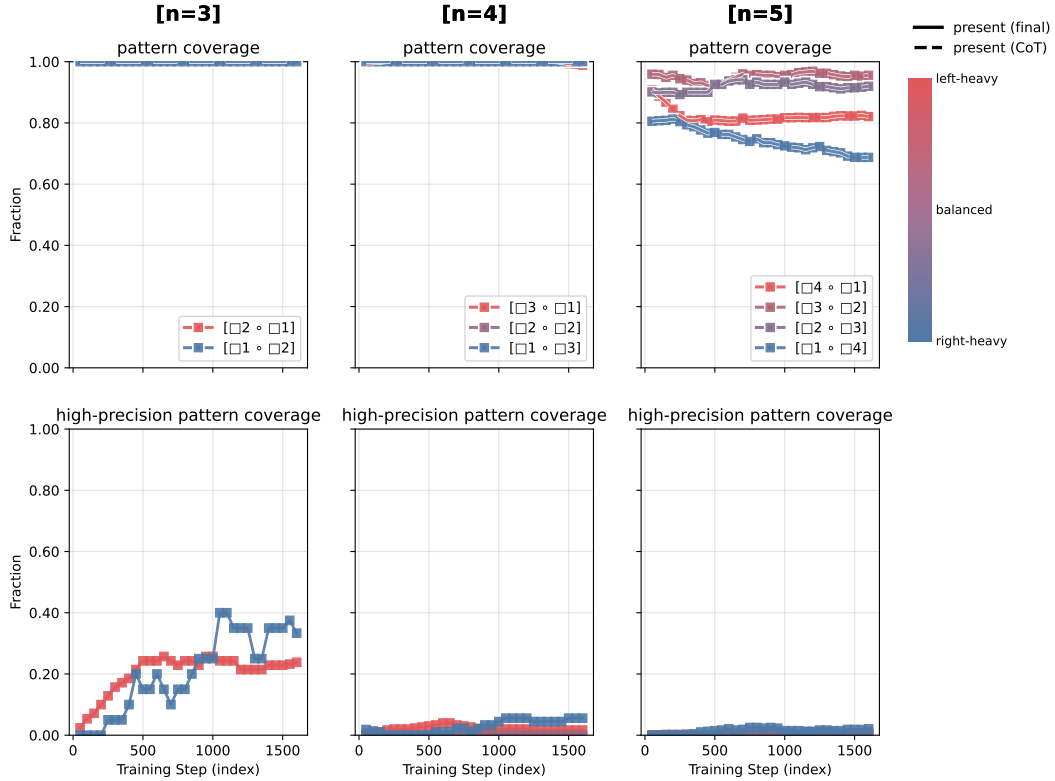 [n=3]
[n=4]
[n=5]
present (final)
present (CoT)
pattern coverage
pattern coverage
pattern coverage
left-heavy
balanced
right-heavy
Fraction
1.00
0.80
0.60
0.40
0.20
0.00
[□2 ∘ □1]
[□1 ∘ □2]
[□3 ∘ □1]
[□2 ∘ □2]
[□1 ∘ □3]
[□4 ∘ □1]
[□3 ∘ □2]
[□2 ∘ □3]
[□1 ∘ □4]
high-precision pattern coverage
high-precision pattern coverage
high-precision pattern coverage
Fraction
1.00
0.80
0.60
0.40
0.20
0.00
0 500 1000 1500
0 500 1000 1500
0 500 1000 1500
Training Step (index)
Training Step (index)
Training Step (index)